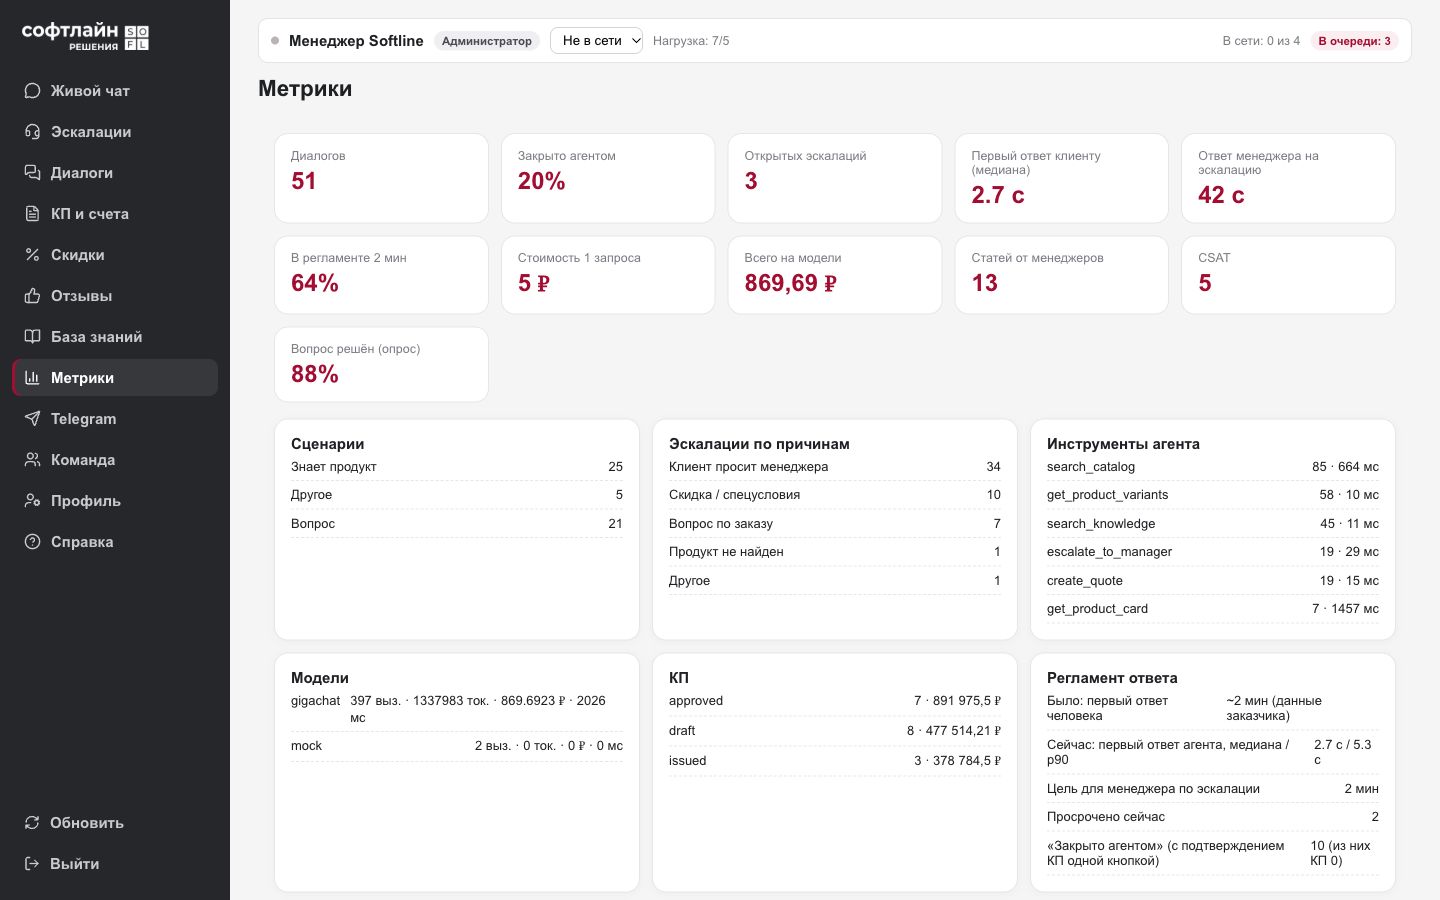 софтлайн SO
РЕШЕНИЯ FL
Живой чат
Эскалации
Диалоги
КП и счета
Скидки
Отзывы
База знаний
Метрики
Telegram
Команда
Профиль
Справка
Обновить
Выйти
Менеджер Softline Администратор Не в сети Нагрузка: 7/5 В сети: 0 из 4 В очереди: 3
Метрики
Диалогов
51
Закрыто агентом
20%
Открытых эскалаций
3
Первый ответ клиенту
(медиана)
2.7 с
Ответ менеджера на
эскалацию
42 с
В регламенте 2 мин
64%
Стоимость 1 запроса
5 ₽
Всего на модели
869,69 ₽
Статей от менеджеров
13
CSAT
5
Вопрос решён (опрос)
88%
Сценарии
Знает продукт 25
Другое 5
Вопрос 21
Эскалации по причинам
Клиент просит менеджера 34
Скидка / спецусловия 10
Вопрос по заказу 7
Продукт не найден 1
Другое 1
Инструменты агента
search_catalog 85 · 664 мс
get_product_variants 58 · 10 мс
search_knowledge 45 · 11 мс
escalate_to_manager 19 · 29 мс
create_quote 19 · 15 мс
get_product_card 7 · 1457 мс
Модели
gigachat 397 выз. · 1337983 ток. · 869.6923 ₽ · 2026
мс
mock 2 выз. · 0 ток. · 0 ₽ · 0 мс
КП
approved 7 · 891 975,5 ₽
draft 8 · 477 514,21 ₽
issued 3 · 378 784,5 ₽
Регламент ответа
Было: первый ответ ~2 мин (данные
человека заказчика)
Сейчас: первый ответ агента, медиана / 2.7 с / 5.3
p90 с
Цель для менеджера по эскалации 2 мин
Просрочено сейчас 2
«Закрыто агентом» (с подтверждением 10 (из них
КП одной кнопкой) КП 0)